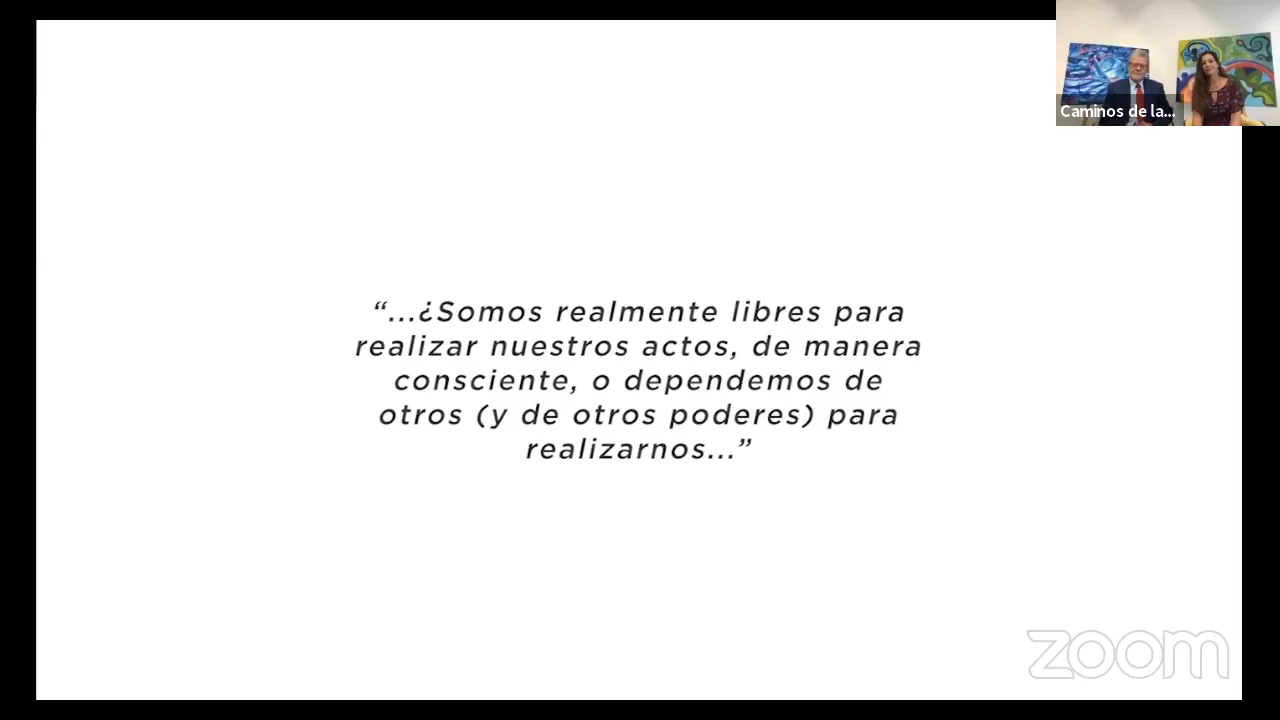 Caminos de la...
“...¿Somos realmente libres para
realizar nuestros actos, de manera
consciente, o dependemos de
otros (y de otros poderes) para
realizarnos...”
zoom